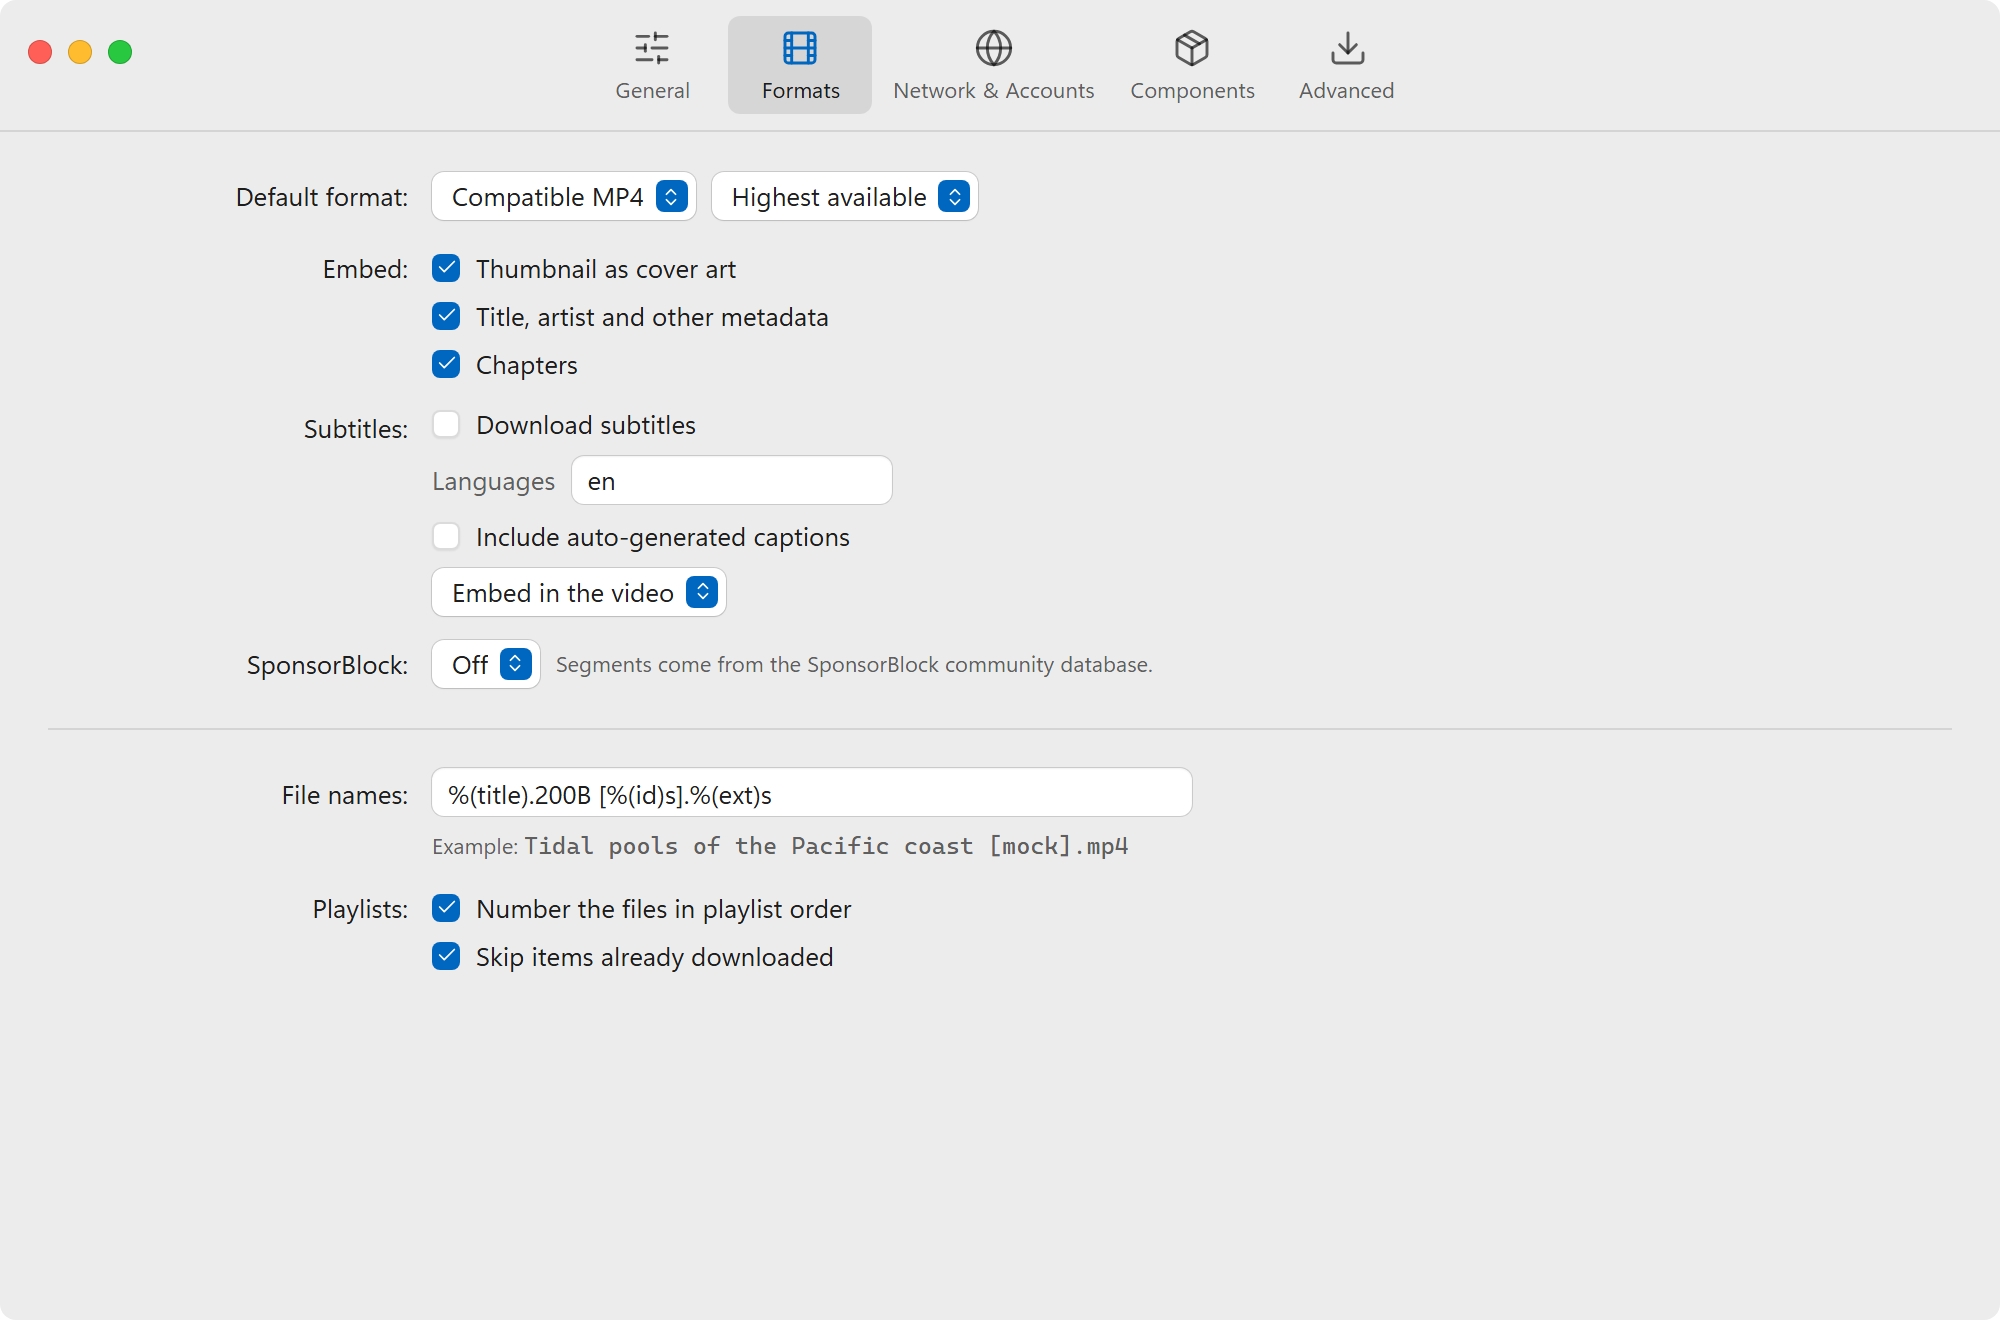 General
Formats
Network & Accounts
Components
Advanced
Default format: Compatible MP4 Highest available
Embed: Thumbnail as cover art
Title, artist and other metadata
Chapters
Subtitles: Download subtitles
Languages en
Include auto-generated captions
Embed in the video
SponsorBlock: Off Segments come from the SponsorBlock community database.
File names: %(title).200B [%(id)s].%(ext)s
Example: Tidal pools of the Pacific coast [mock].mp4
Playlists: Number the files in playlist order
Skip items already downloaded